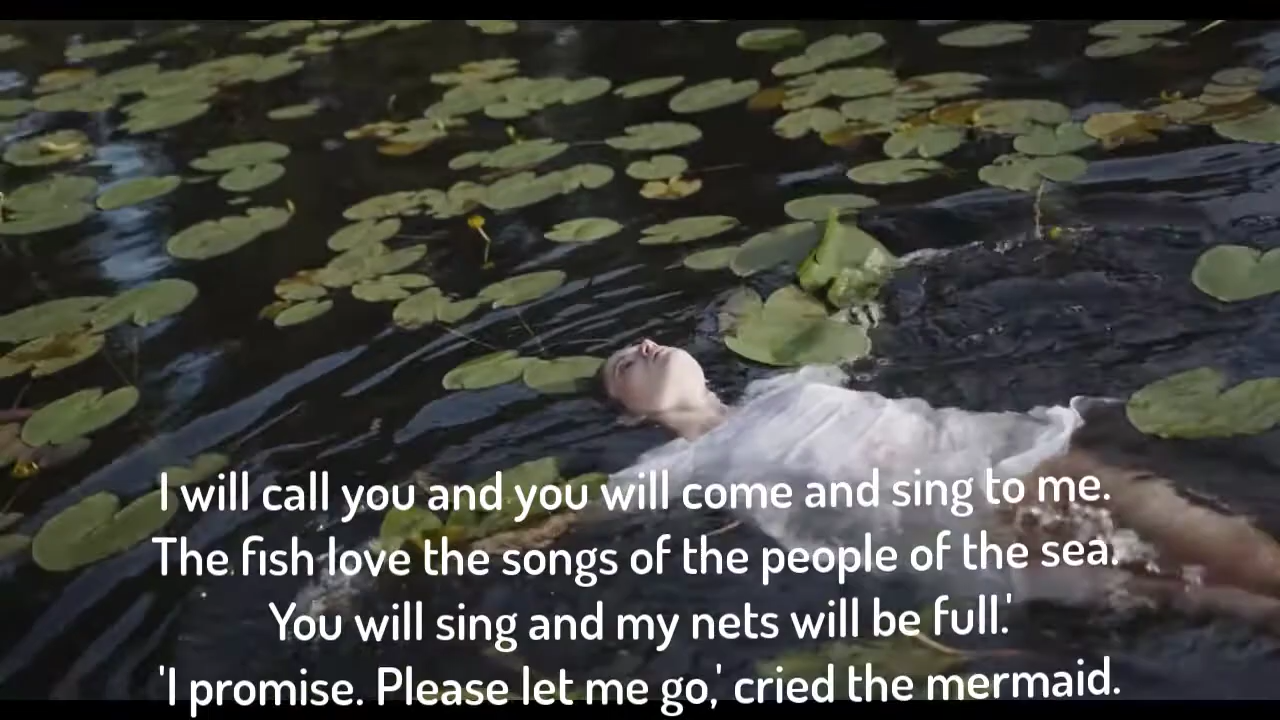 I will call you and you will come and sing to me.
The fish love the songs of the people of the sea.
You will sing and my nets will be full.'
'I promise. Please let me go,' cried the mermaid.